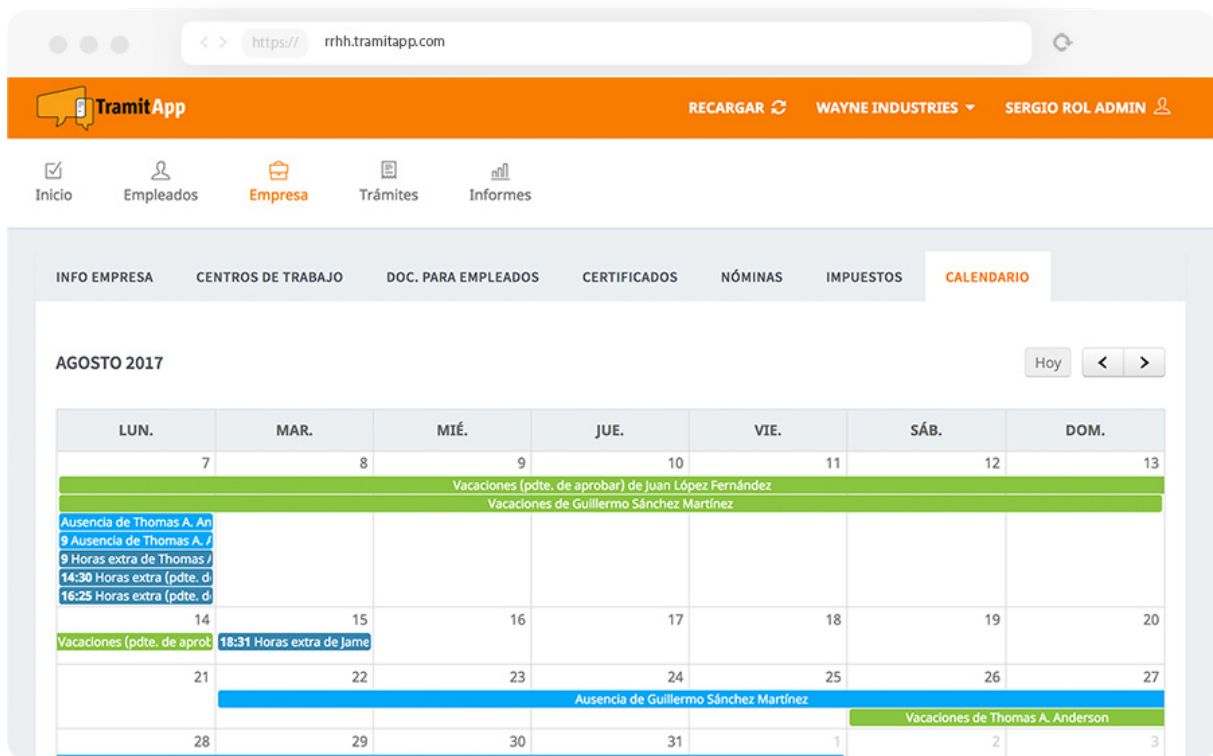 https:// rrhh.tramitapp.com
TramitApp
RECARGAR WAYNE INDUSTRIES SERGIO ROL ADMIN
Inicio Empleados Empresa Trámites Informes
INFO EMPRESA CENTROS DE TRABAJO DOC. PARA EMPLEADOS CERTIFICADOS NÓMINAS IMPUESTOS CALENDARIO
AGOSTO 2017 Hoy
LUN. MAR. MIÉ. JUE. VIE. SÁB. DOM.
7 8 9 10 11 12 13
Vacaciones (pdte. de aprobar) de Juan López Fernández
Vacaciones de Guillermo Sánchez Martínez
Ausencia de Thomas A. An
9 Ausencia de Thomas A.
9 Horas extra de Thomas
14:30 Horas extra (pdte. d
16:25 Horas extra (pdte. d
14 15 16 17 18 19 20
Vacaciones (pdte. de aprob 18:31 Horas extra de Jame
21 22 23 24 25 26 27
Ausencia de Guillermo Sánchez Martínez
Vacaciones de Thomas A. Anderson
28 29 30 31 1 2 3